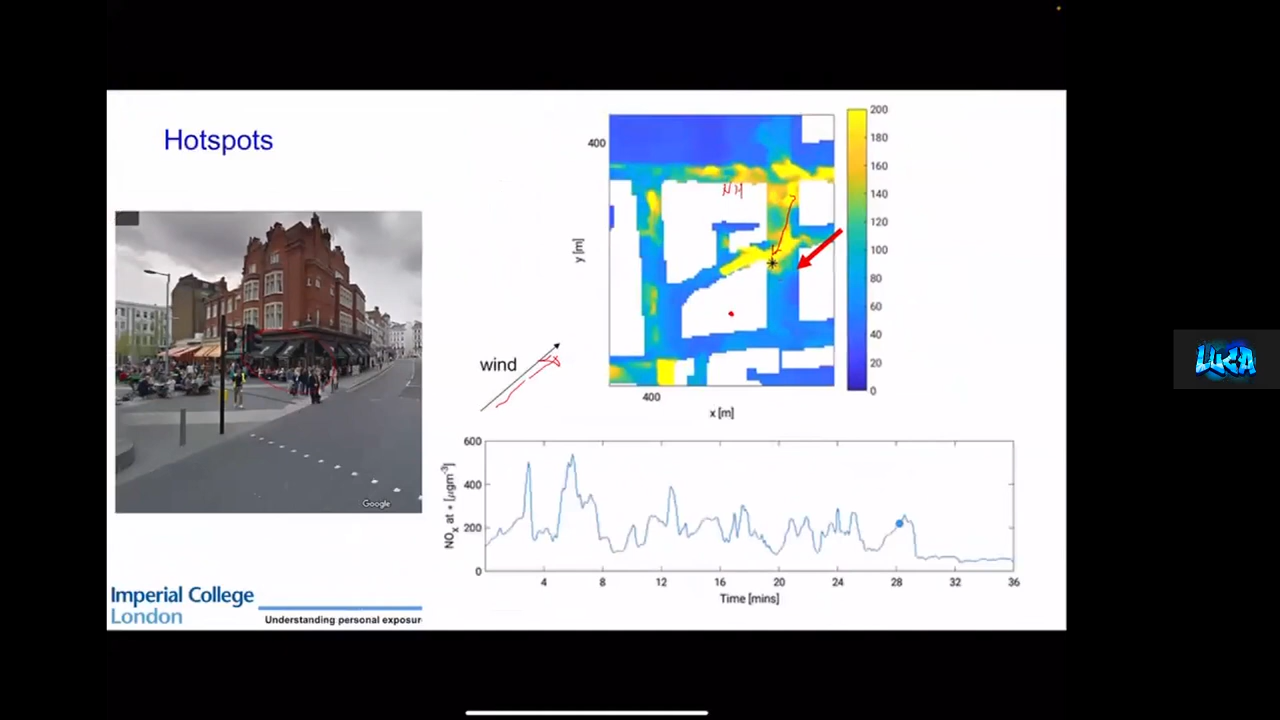 Hotspots
200
180
160
140
120
100
80
60
40
20
0
400
y [m]
400
x [m]
wind
Google
600
400
200
0
NOx at * [μgm-3]
4 8 12 16 20 24 28 32 36
Time [mins]
Imperial College
London
Understanding personal exposur
LUCA